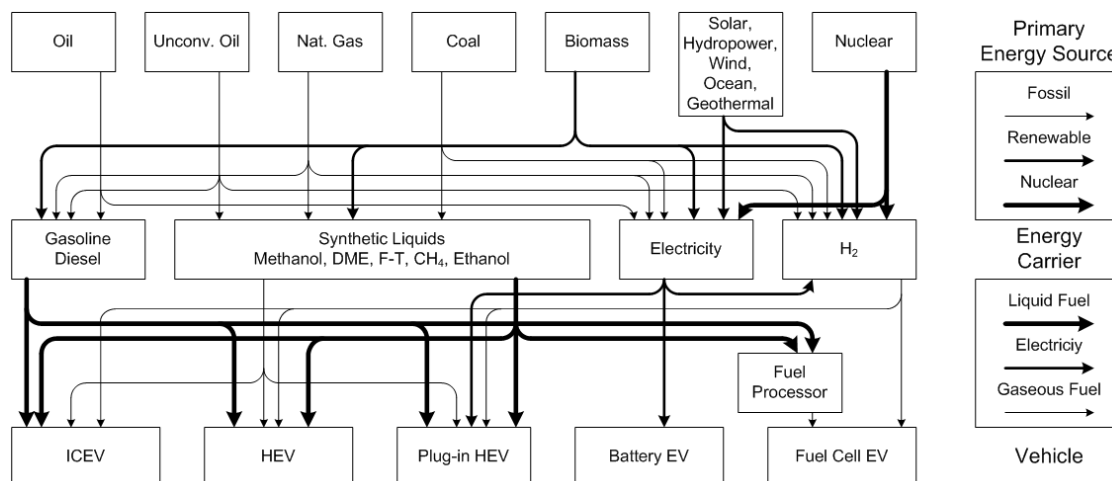 Oil
Unconv. Oil
Nat. Gas
Coal
Biomass
Solar,
Hydropower,
Wind,
Ocean,
Geothermal
Nuclear
Primary
Energy Source
Fossil
Renewable
Nuclear
Gasoline
Diesel
Synthetic Liquids
Methanol, DME, F-T, CH₄, Ethanol
Electricity
H₂
Energy
Carrier
Liquid Fuel
Electriciy
Gaseous Fuel
Fuel
Processor
ICEV
HEV
Plug-in HEV
Battery EV
Fuel Cell EV
Vehicle